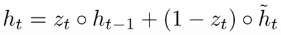 h_t = z_t ∘ h_{t−1} + (1 − z_t) ∘ h̃_t